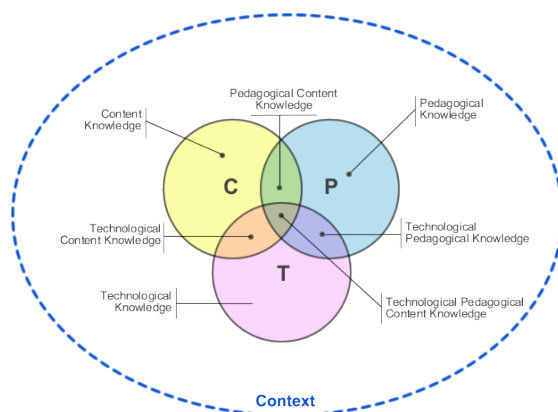 Pedagogical Content
Knowledge
Content
Knowledge
Pedagogical
Knowledge
C
P
Technological
Content Knowledge
Technological
Pedagogical Knowledge
T
Technological
Knowledge
Technological Pedagogical
Content Knowledge
Context